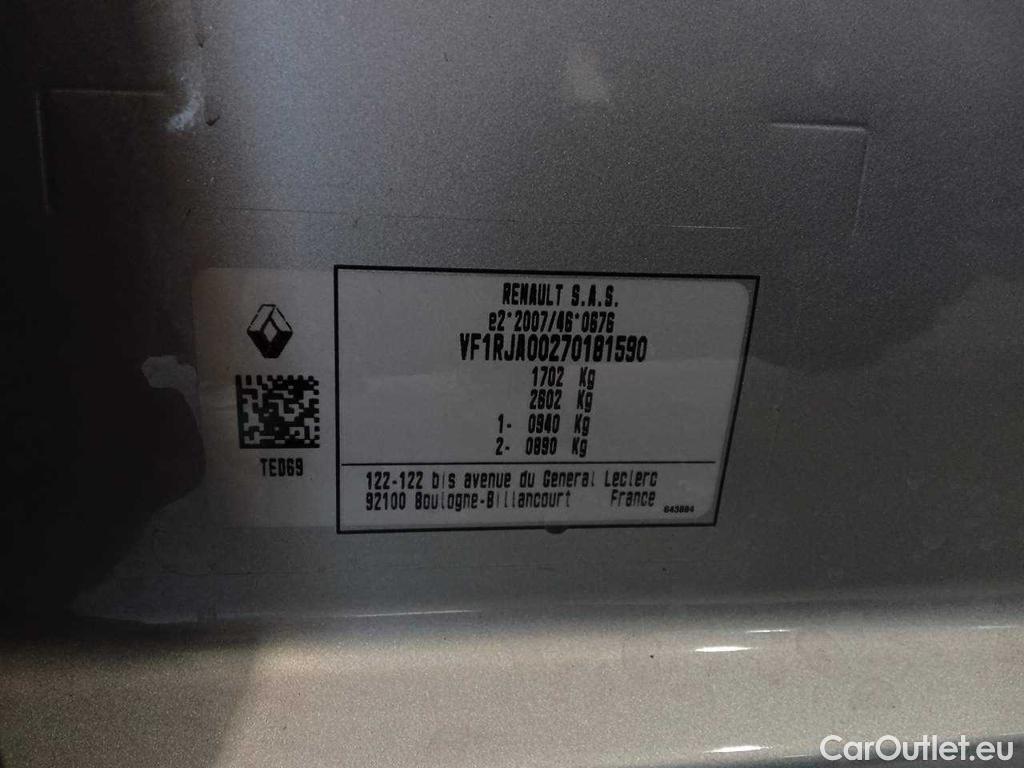 RENAULT S.A.S.
e2*2007/46*0676
VF1RJA00270181590
1702 Kg
2602 Kg
1- 0940 Kg
2- 0890 Kg
TED69
122-122 bis avenue du General Leclerc
92100 Boulogne-Billancourt France
643884
CarOutlet.eu